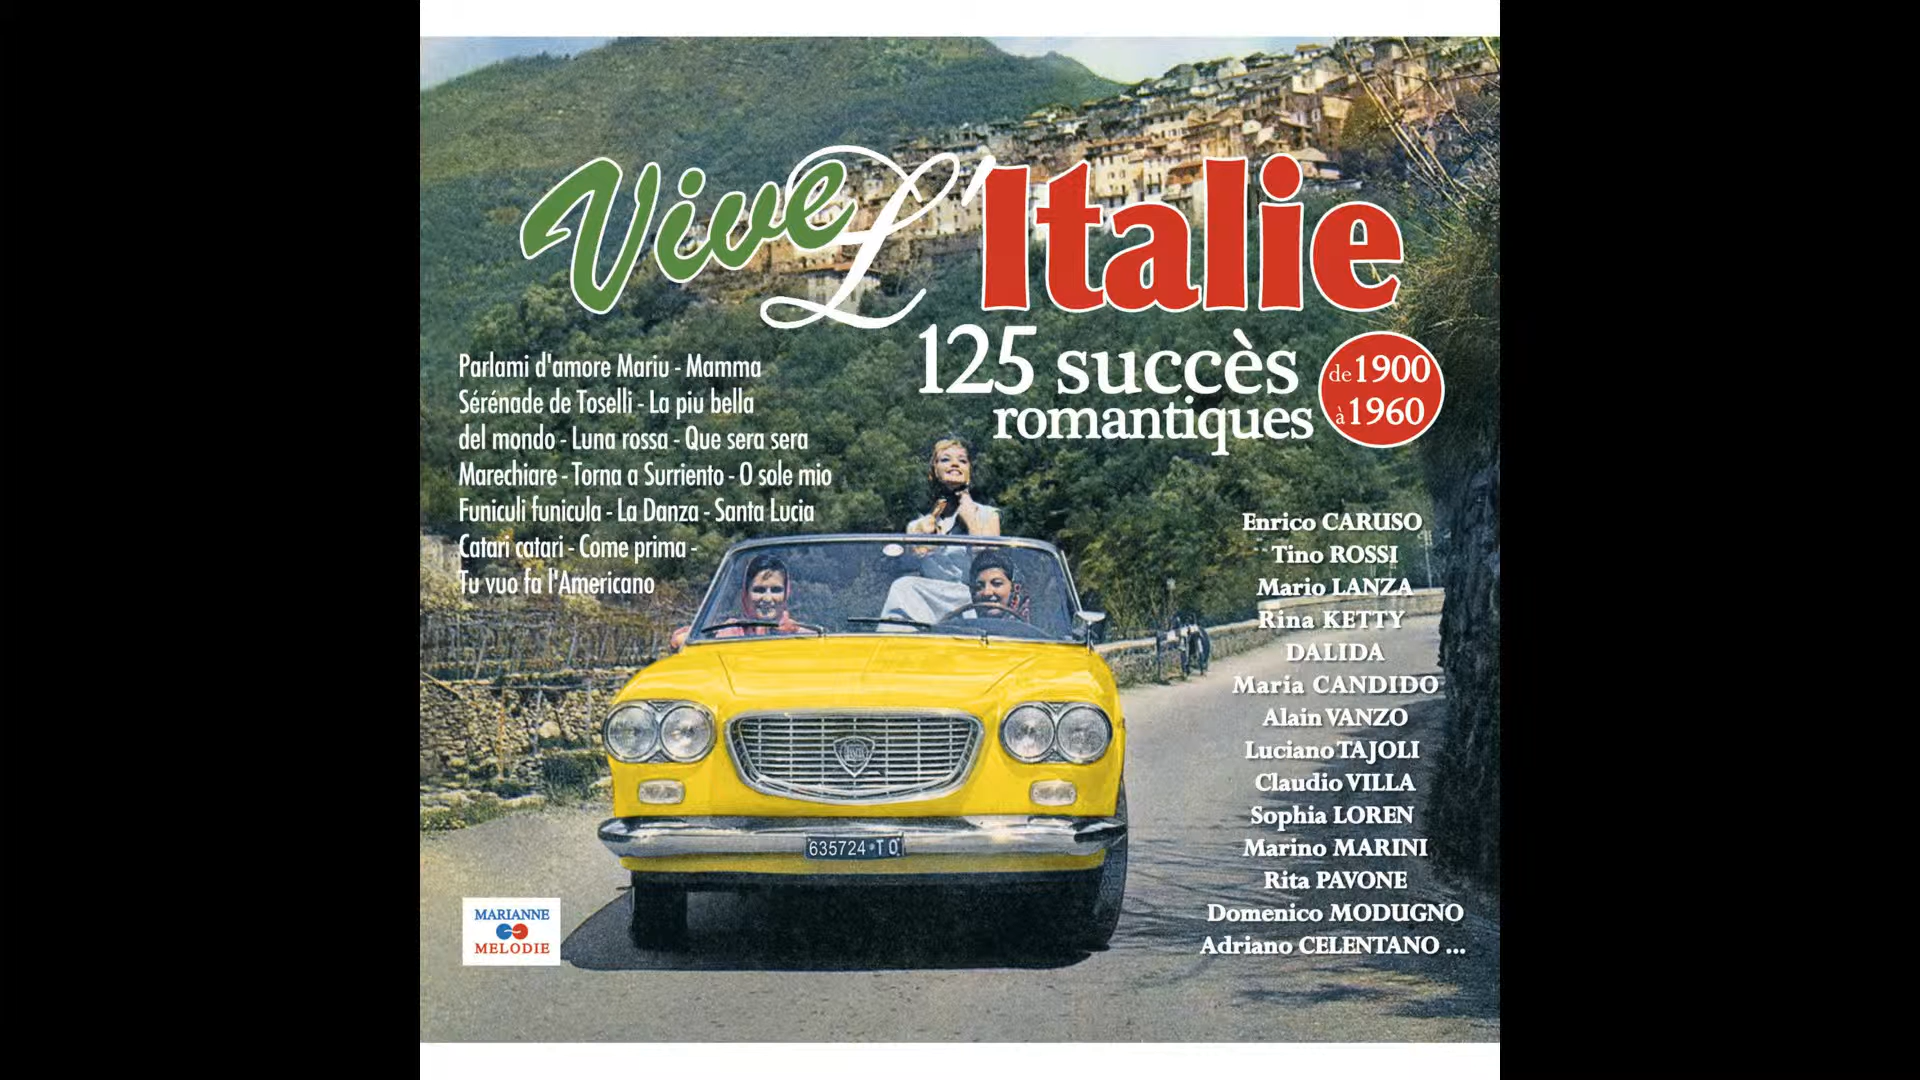 Vive L'Italie
125 succès
romantiques
de 1900
à 1960
Parlami d'amore Mariu - Mamma
Sérénade de Toselli - La piu bella
del mondo - Luna rossa - Que sera sera
Marechiare - Torna a Surriento - O sole mio
Funiculi funicula - La Danza - Santa Lucia
Catari catari - Come prima -
Tu vuo fa l'Americano
Enrico CARUSO
Tino ROSSI
Mario LANZA
Rina KETTY
DALIDA
Maria CANDIDO
Alain VANZO
Luciano TAJOLI
Claudio VILLA
Sophia LOREN
Marino MARINI
Rita PAVONE
Domenico MODUGNO
Adriano CELENTANO ...
635724 TO
MARIANNE
MELODIE